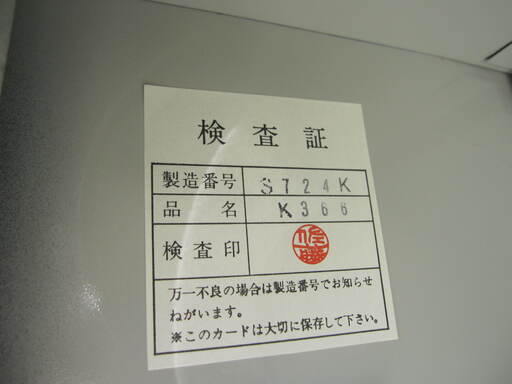 検査証
製造番号 S724K
品名 K366
検査印
万一不良の場合は製造番号でお知らせ
ねがいます。
※このカードは大切に保存して下さい。